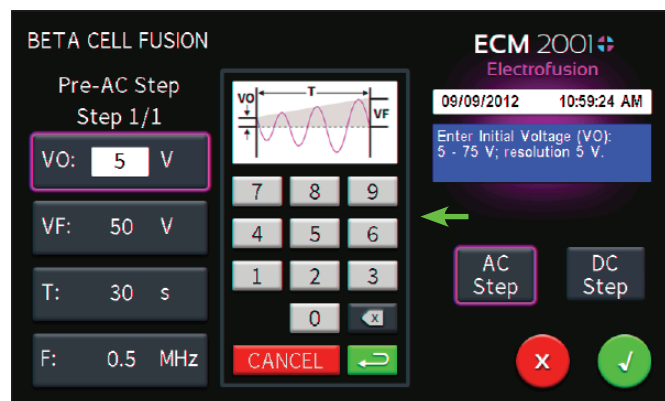 BETA CELL FUSION
Pre-AC Step
Step 1/1
VO: 5 V
VF: 50 V
T: 30 s
F: 0.5 MHz
VO T VF
7 8 9
4 5 6
1 2 3
0 x
CANCEL
ECM 2001
Electrofusion
09/09/2012 10:59:24 AM
Enter Initial Voltage (VO):
5 - 75 V; resolution 5 V.
AC
Step
DC
Step
X